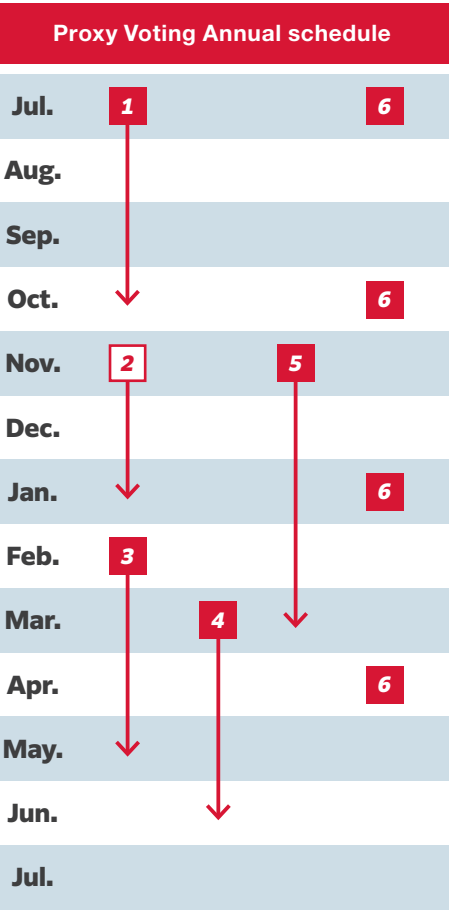 Proxy Voting Annual schedule
Jul. 1 6
Aug.
Sep.
Oct. 6
Nov. 2 5
Dec.
Jan. 6
Feb. 3
Mar. 4
Apr. 6
May.
Jun.
Jul.